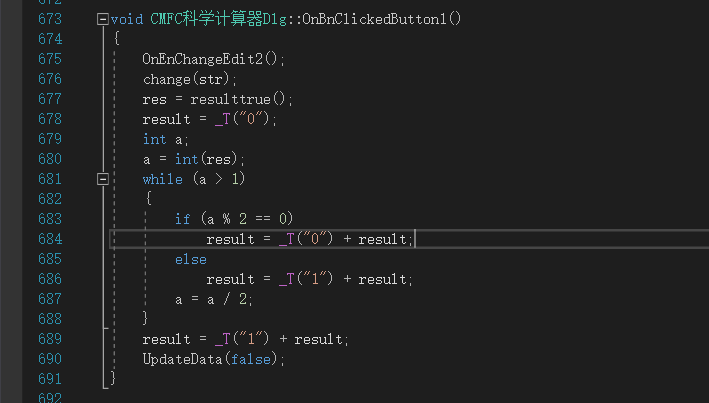 673 void CMFC科学计算器Dlg::OnBnClickedButton1()
674 {
675 OnEnChangeEdit2();
676 change(str);
677 res = resulttrue();
678 result = _T("0");
679 int a;
680 a = int(res);
681 while (a > 1)
682 {
683 if (a % 2 == 0)
684 result = _T("0") + result;
685 else
686 result = _T("1") + result;
687 a = a / 2;
688 }
689 result = _T("1") + result;
690 UpdateData(false);
691 }
692